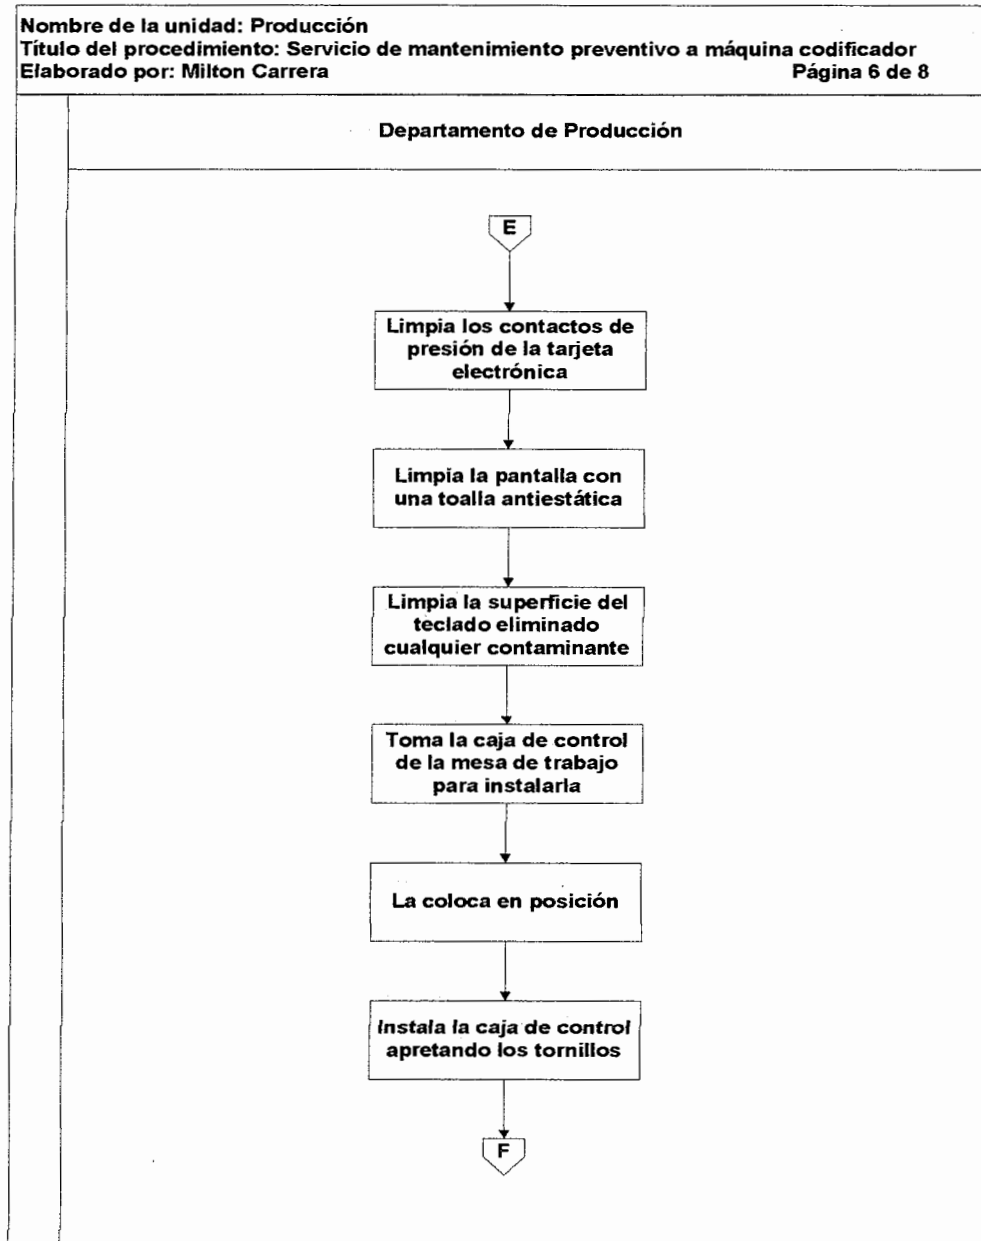 Nombre de la unidad: Producción
Título del procedimiento: Servicio de mantenimiento preventivo a máquina codificador
Elaborado por: Milton Carrera Página 6 de 8
Departamento de Producción
E
Limpia los contactos de
presión de la tarjeta
electrónica
Limpia la pantalla con
una toalla antiestática
Limpia la superficie del
teclado eliminado
cualquier contaminante
Toma la caja de control
de la mesa de trabajo
para instalarla
La coloca en posición
Instala la caja de control
apretando los tornillos
F